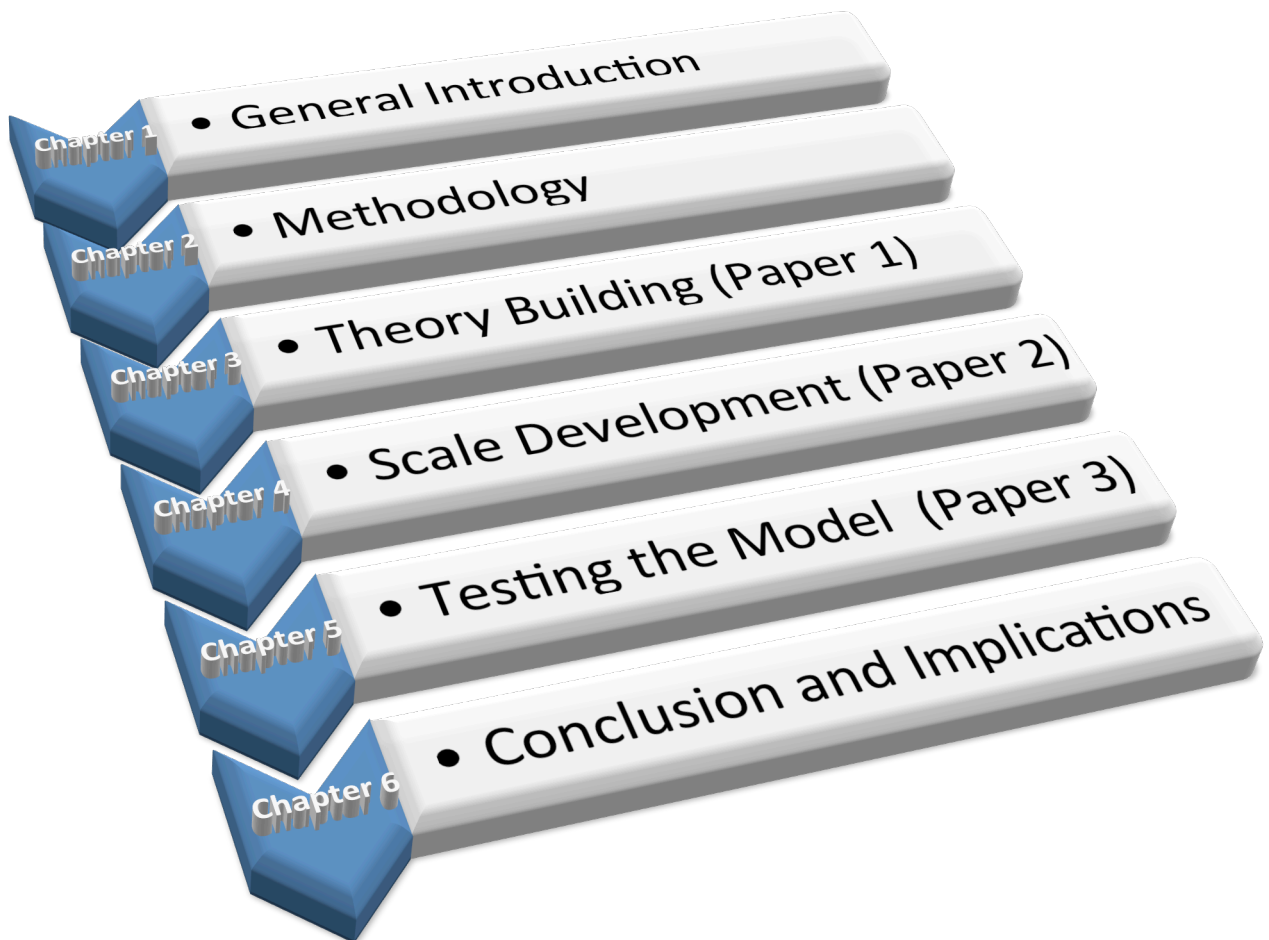 Chapter 1
• General Introduction
Chapter 2
• Methodology
Chapter 3
• Theory Building (Paper 1)
Chapter 4
• Scale Development (Paper 2)
Chapter 5
• Testing the Model  (Paper 3)
Chapter 6
• Conclusion and Implications